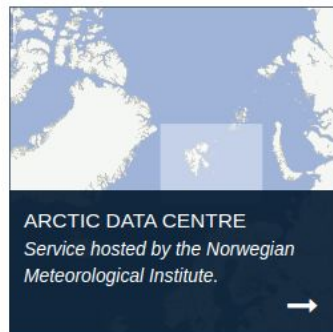 ARCTIC DATA CENTRE
Service hosted by the Norwegian
Meteorological Institute.